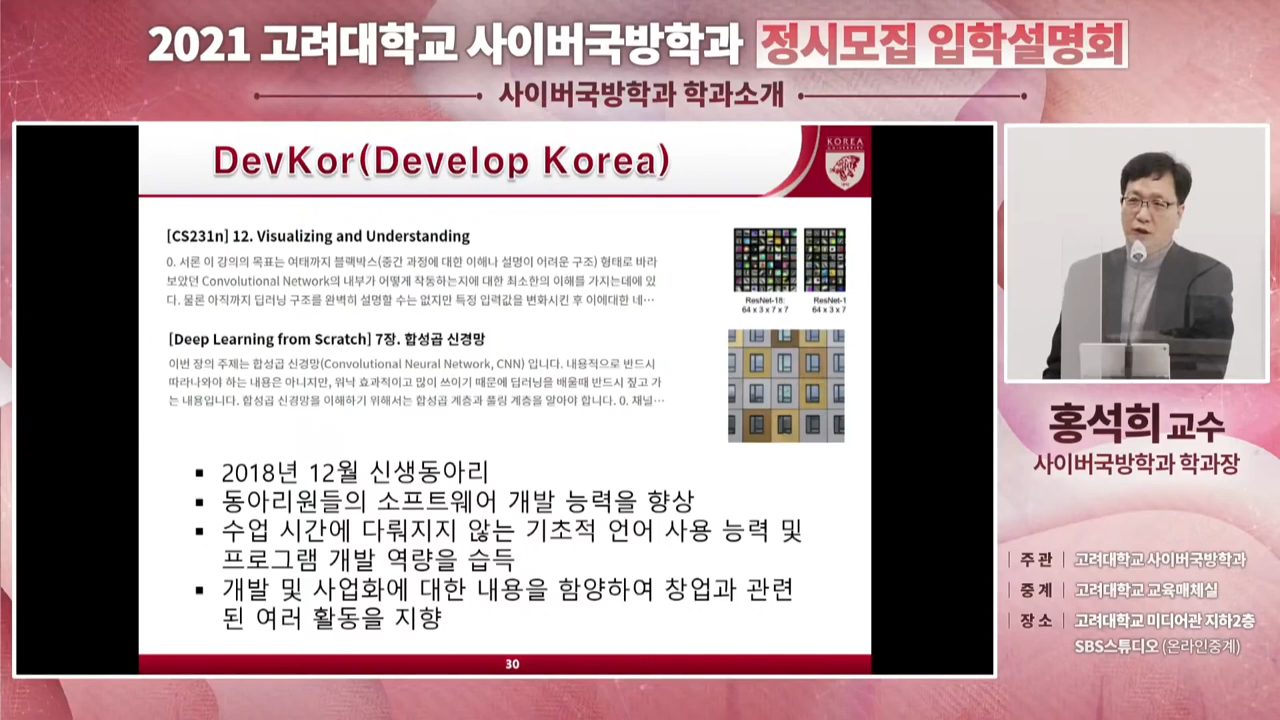 2021 고려대학교 사이버국방학과 정시모집 입학설명회
사이버국방학과 학과소개
DevKor(Develop Korea)
KOREA
UNIVERSITY
[CS231n] 12. Visualizing and Understanding
0. 서론 이 강의의 목표는 여태까지 블랙박스(중간 과정에 대한 이해나 설명이 어려운 구조) 형태로 바라
보았던 Convolutional Network의 내부가 어떻게 작동하는지에 대한 최소한의 이해를 가지는데에 있
다. 물론 아직까지 딥러닝 구조를 완벽히 설명할 수는 없지만 특정 입력값을 변화시킨 후 이에대한 네…
ResNet-18:
64 x 3 x 7 x 7
ResNet-1
64 x 3 x 7
[Deep Learning from Scratch] 7장. 합성곱 신경망
이번 장의 주제는 합성곱 신경망(Convolutional Neural Network, CNN) 입니다. 내용적으로 반드시
따라나와야 하는 내용은 아니지만, 워낙 효과적이고 많이 쓰이기 때문에 딥러닝을 배울때 반드시 짚고 가
는 내용입니다. 합성곱 신경망을 이해하기 위해서는 합성곱 계층과 풀링 계층을 알아야 합니다. 0. 채널…
▪ 2018년 12월 신생동아리
▪ 동아리원들의 소프트웨어 개발 능력을 향상
▪ 수업 시간에 다뤄지지 않는 기초적 언어 사용 능력 및
프로그램 개발 역량을 습득
▪ 개발 및 사업화에 대한 내용을 함양하여 창업과 관련
된 여러 활동을 지향
30
홍석희 교수
사이버국방학과 학과장
| 주 관 | 고려대학교 사이버국방학과
| 중 계 | 고려대학교 교육매체실
| 장 소 | 고려대학교 미디어관 지하2층
SBS스튜디오 (온라인중계)